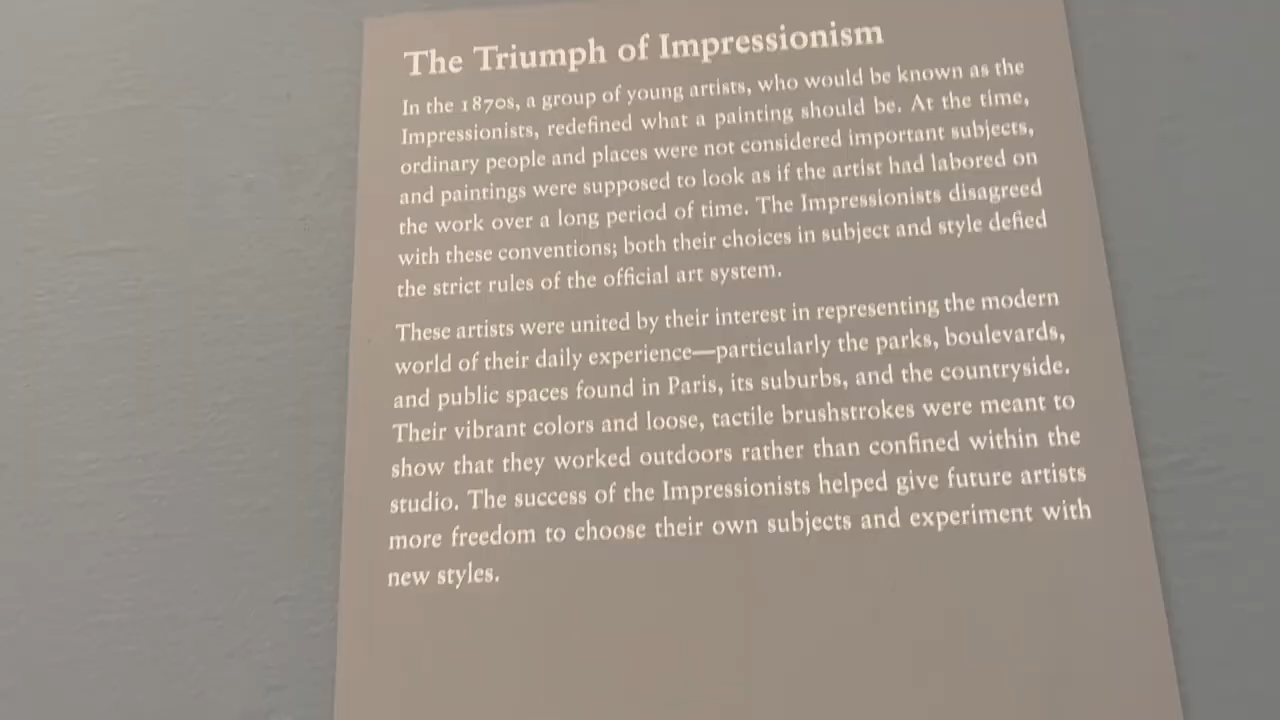 The Triumph of Impressionism
In the 1870s, a group of young artists, who would be known as the
Impressionists, redefined what a painting should be. At the time,
ordinary people and places were not considered important subjects,
and paintings were supposed to look as if the artist had labored on
the work over a long period of time. The Impressionists disagreed
with these conventions; both their choices in subject and style defied
the strict rules of the official art system.
These artists were united by their interest in representing the modern
world of their daily experience—particularly the parks, boulevards,
and public spaces found in Paris, its suburbs, and the countryside.
Their vibrant colors and loose, tactile brushstrokes were meant to
show that they worked outdoors rather than confined within the
studio. The success of the Impressionists helped give future artists
more freedom to choose their own subjects and experiment with
new styles.